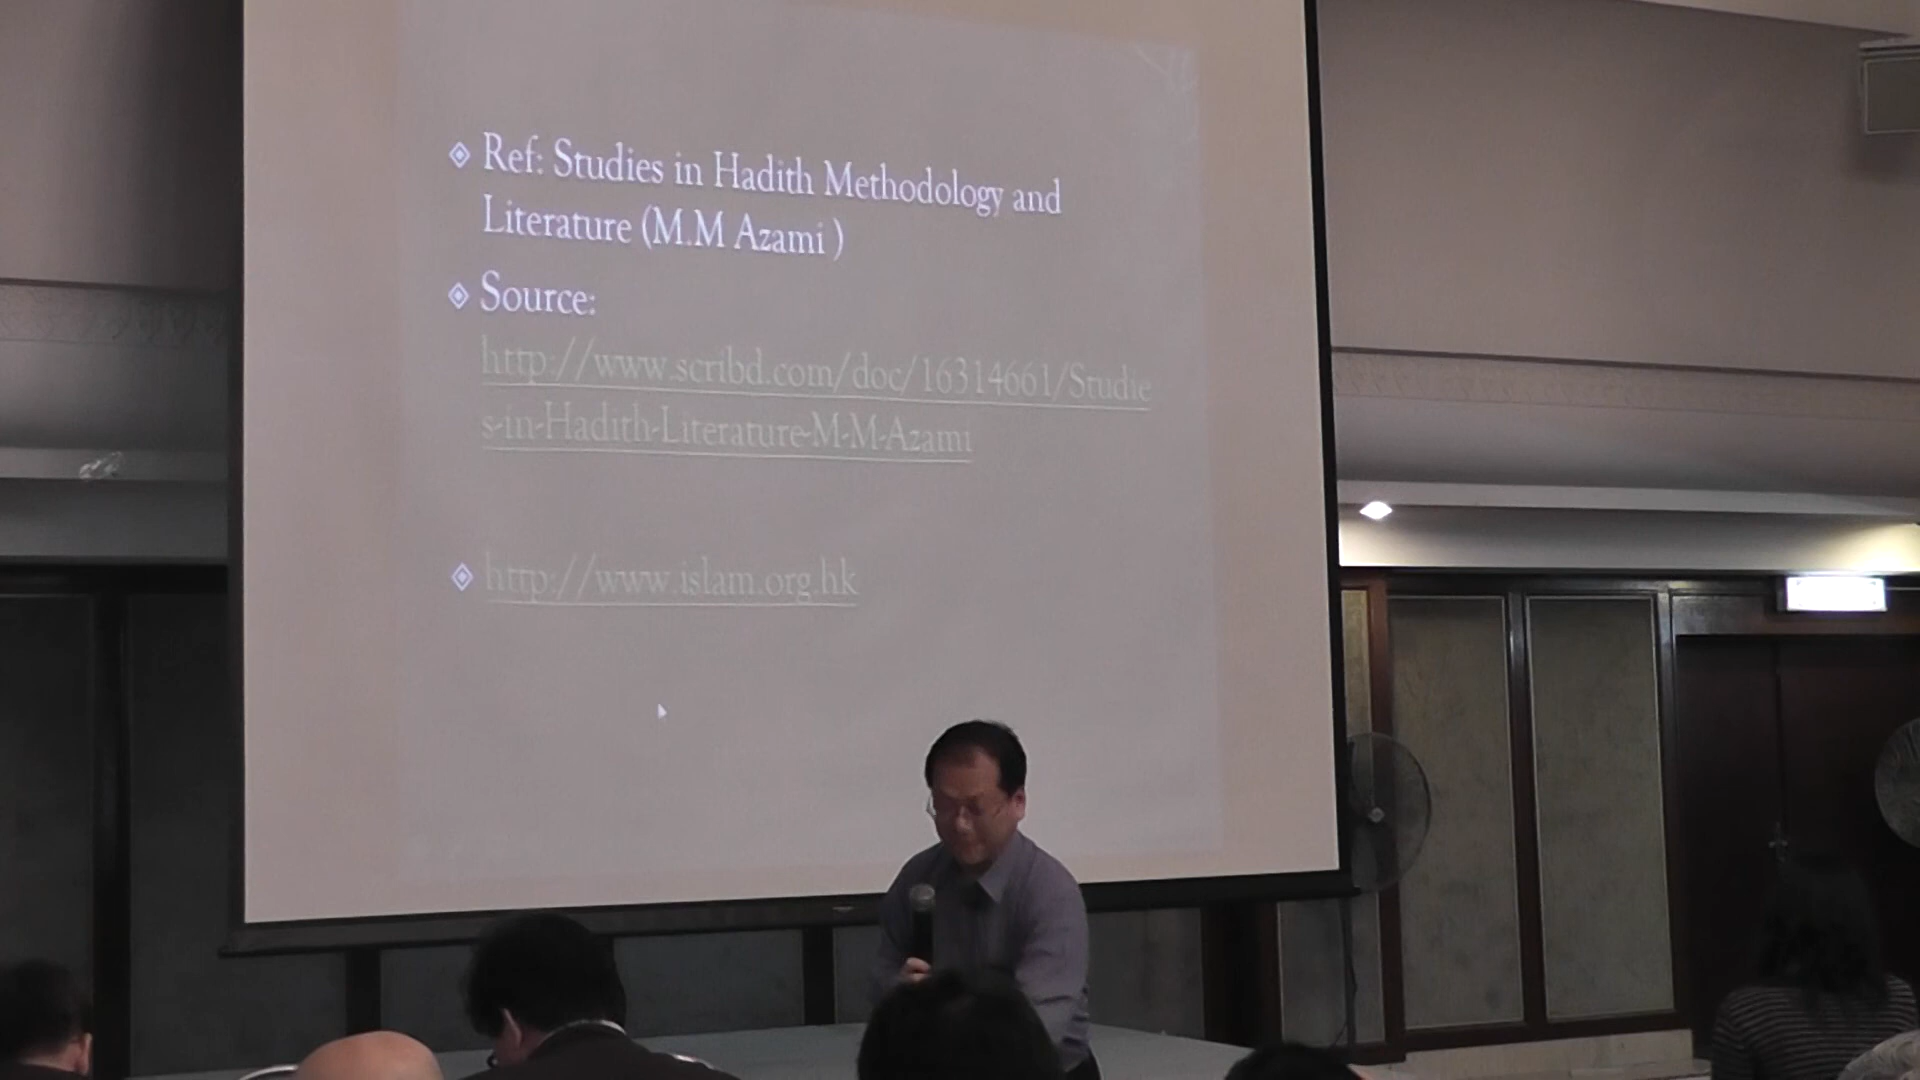 Ref: Studies in Hadith Methodology and
Literature (M.M Azami )
Source:
http://www.scribd.com/doc/16314661/Studie
s-in-Hadith-Literature-M-M-Azami
http://www.islam.org.hk